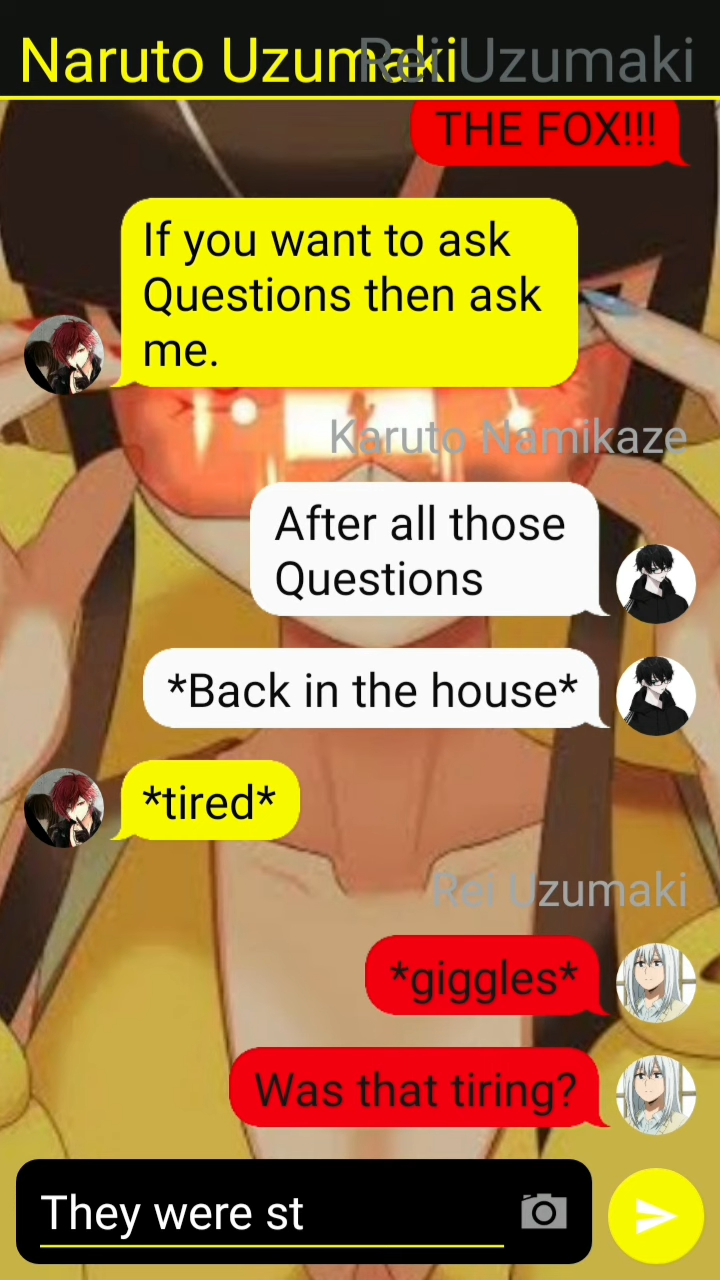 Naruto Uzumaki Rei Uzumaki
THE FOX!!!
If you want to ask
Questions then ask
me.
Karuto Namikaze
After all those
Questions
*Back in the house*
*tired*
Rei Uzumaki
*giggles*
Was that tiring?
They were st